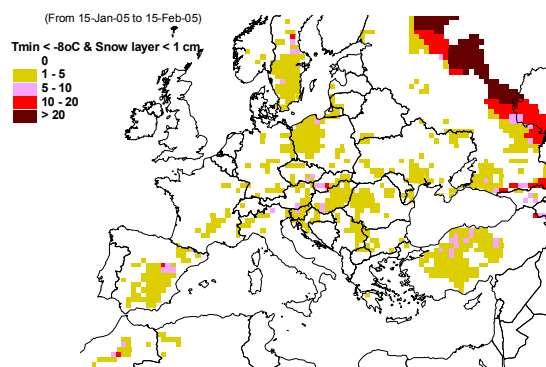 (From 15-Jan-05 to 15-Feb-05)
Tmin < -8oC & Snow layer < 1 cm
0
1 - 5
5 - 10
10 - 20
> 20